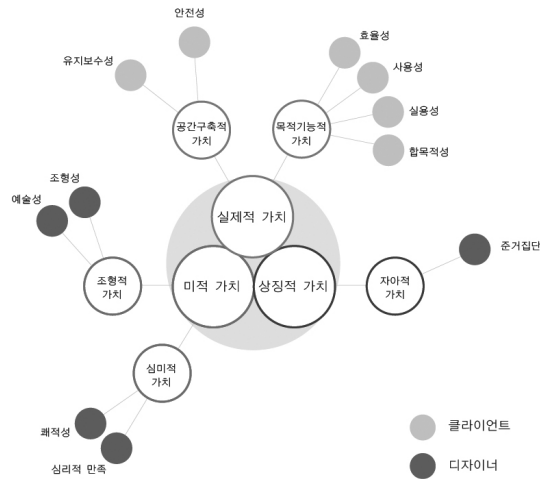 안전성
유지보수성
효율성
사용성
실용성
합목적성
공간구축적
가치
목적기능적
가치
조형성
예술성
실제적 가치
미적 가치
상징적 가치
조형적
가치
자아적
가치
준거집단
심미적
가치
쾌적성
심리적 만족
클라이언트
디자이너